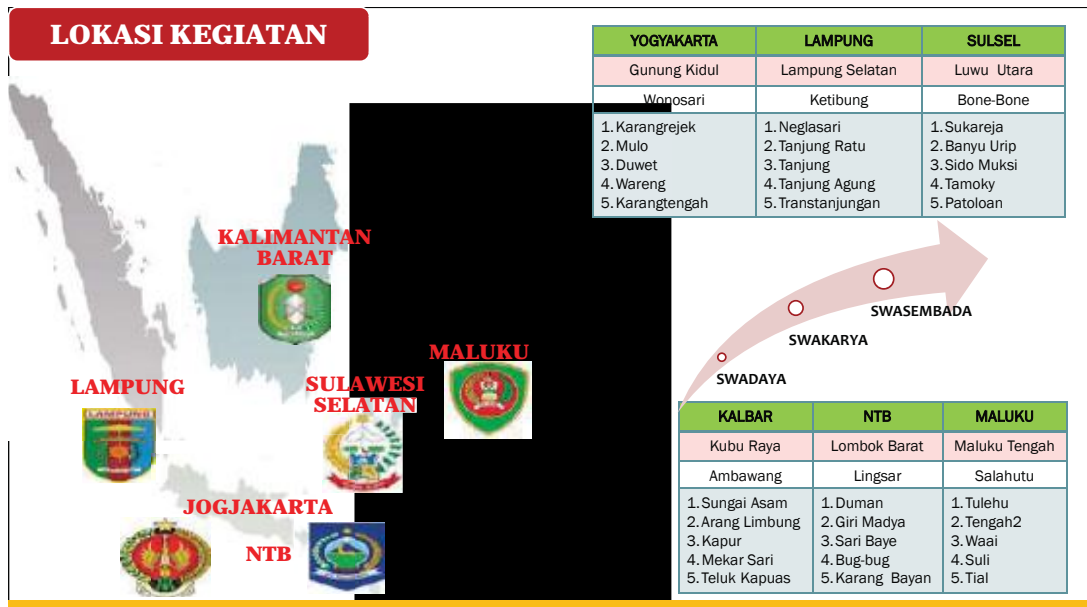 LOKASI KEGIATAN
YOGYAKARTA LAMPUNG SULSEL
Gunung Kidul Lampung Selatan Luwu Utara
Wonosari Ketibung Bone-Bone
1. Karangrejek 1. Neglasari 1. Sukareja
2. Mulo 2. Tanjung Ratu 2. Banyu Urip
3. Duwet 3. Tanjung 3. Sido Muksi
4. Wareng 4. Tanjung Agung 4. Tamoky
5. Karangtengah 5. Transtanjungan 5. Patoloan
KALIMANTAN
BARAT
SWASEMBADA
SWAKARYA
SWADAYA
MALUKU
LAMPUNG
LAMPUNG
SULAWESI
SELATAN
JOGJAKARTA
NTB
KALBAR NTB MALUKU
Kubu Raya Lombok Barat Maluku Tengah
Ambawang Lingsar Salahutu
1. Sungai Asam 1. Duman 1. Tulehu
2. Arang Limbung 2. Giri Madya 2. Tengah2
3. Kapur 3. Sari Baye 3. Waai
4. Mekar Sari 4. Bug-bug 4. Suli
5. Teluk Kapuas 5. Karang Bayan 5. Tial